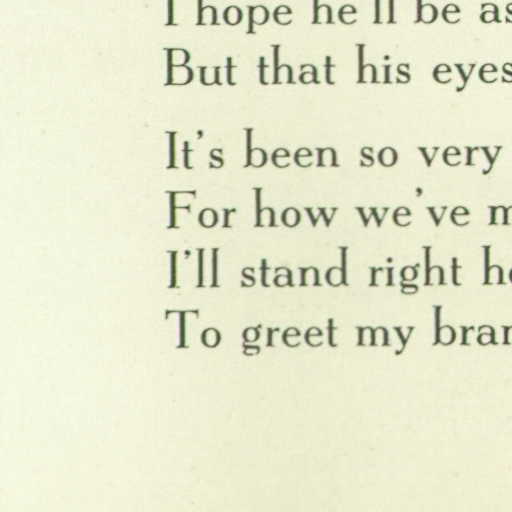 I hope he'll be as
But that his eyes
It's been so very
For how we've m
I'll stand right h
To greet my bra